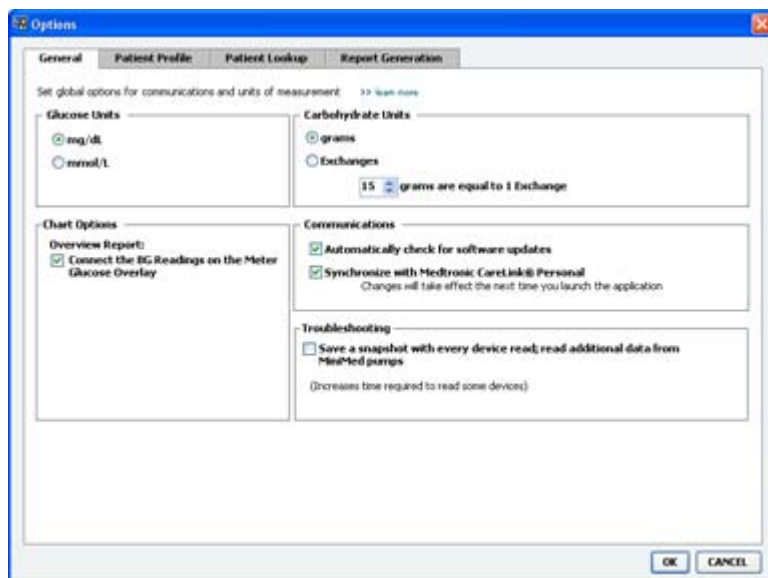 Options
General Patient Profile Patient Lookup Report Generation
Set global options for communications and units of measurement >> learn more
Glucose Units
mg/dL
mmol/L
Carbohydrate Units
grams
Exchanges
15 grams are equal to 1 Exchange
Chart Options
Overview Report:
Connect the BG Readings on the Meter
Glucose Overlay
Communications
Automatically check for software updates
Synchronize with Medtronic CareLink® Personal
Changes will take effect the next time you launch the application
Troubleshooting
Save a snapshot with every device read; read additional data from
MiniMed pumps
(Increases time required to read some devices)
OK CANCEL